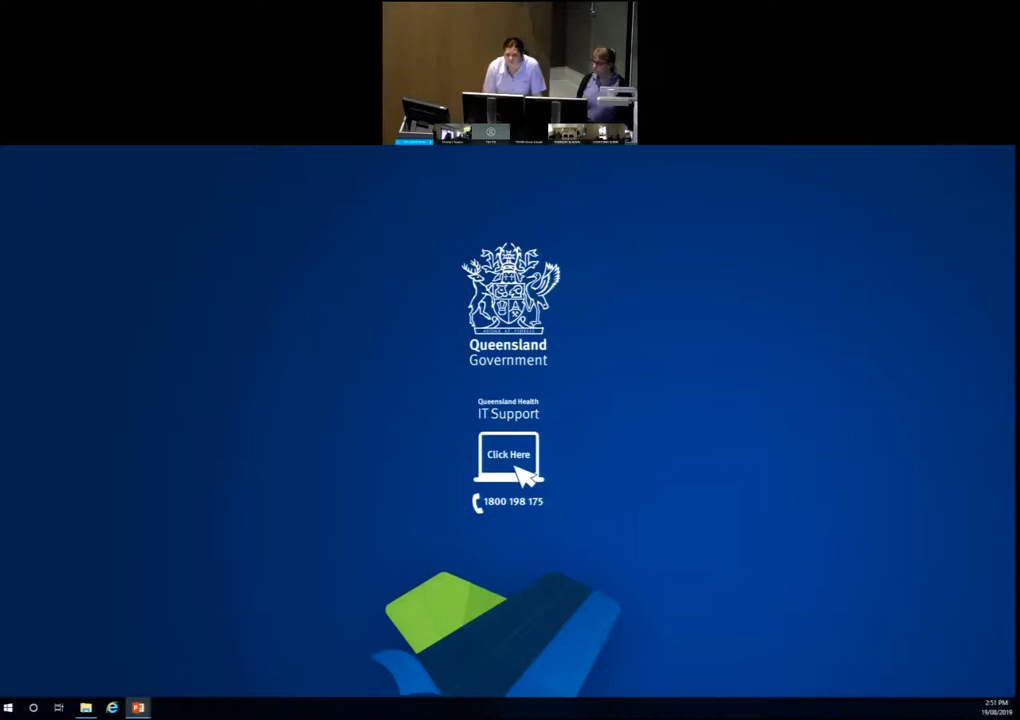 Queensland
Government
Queensland Health
IT Support
Click Here
1800 198 175
2:51 PM
19/08/2019